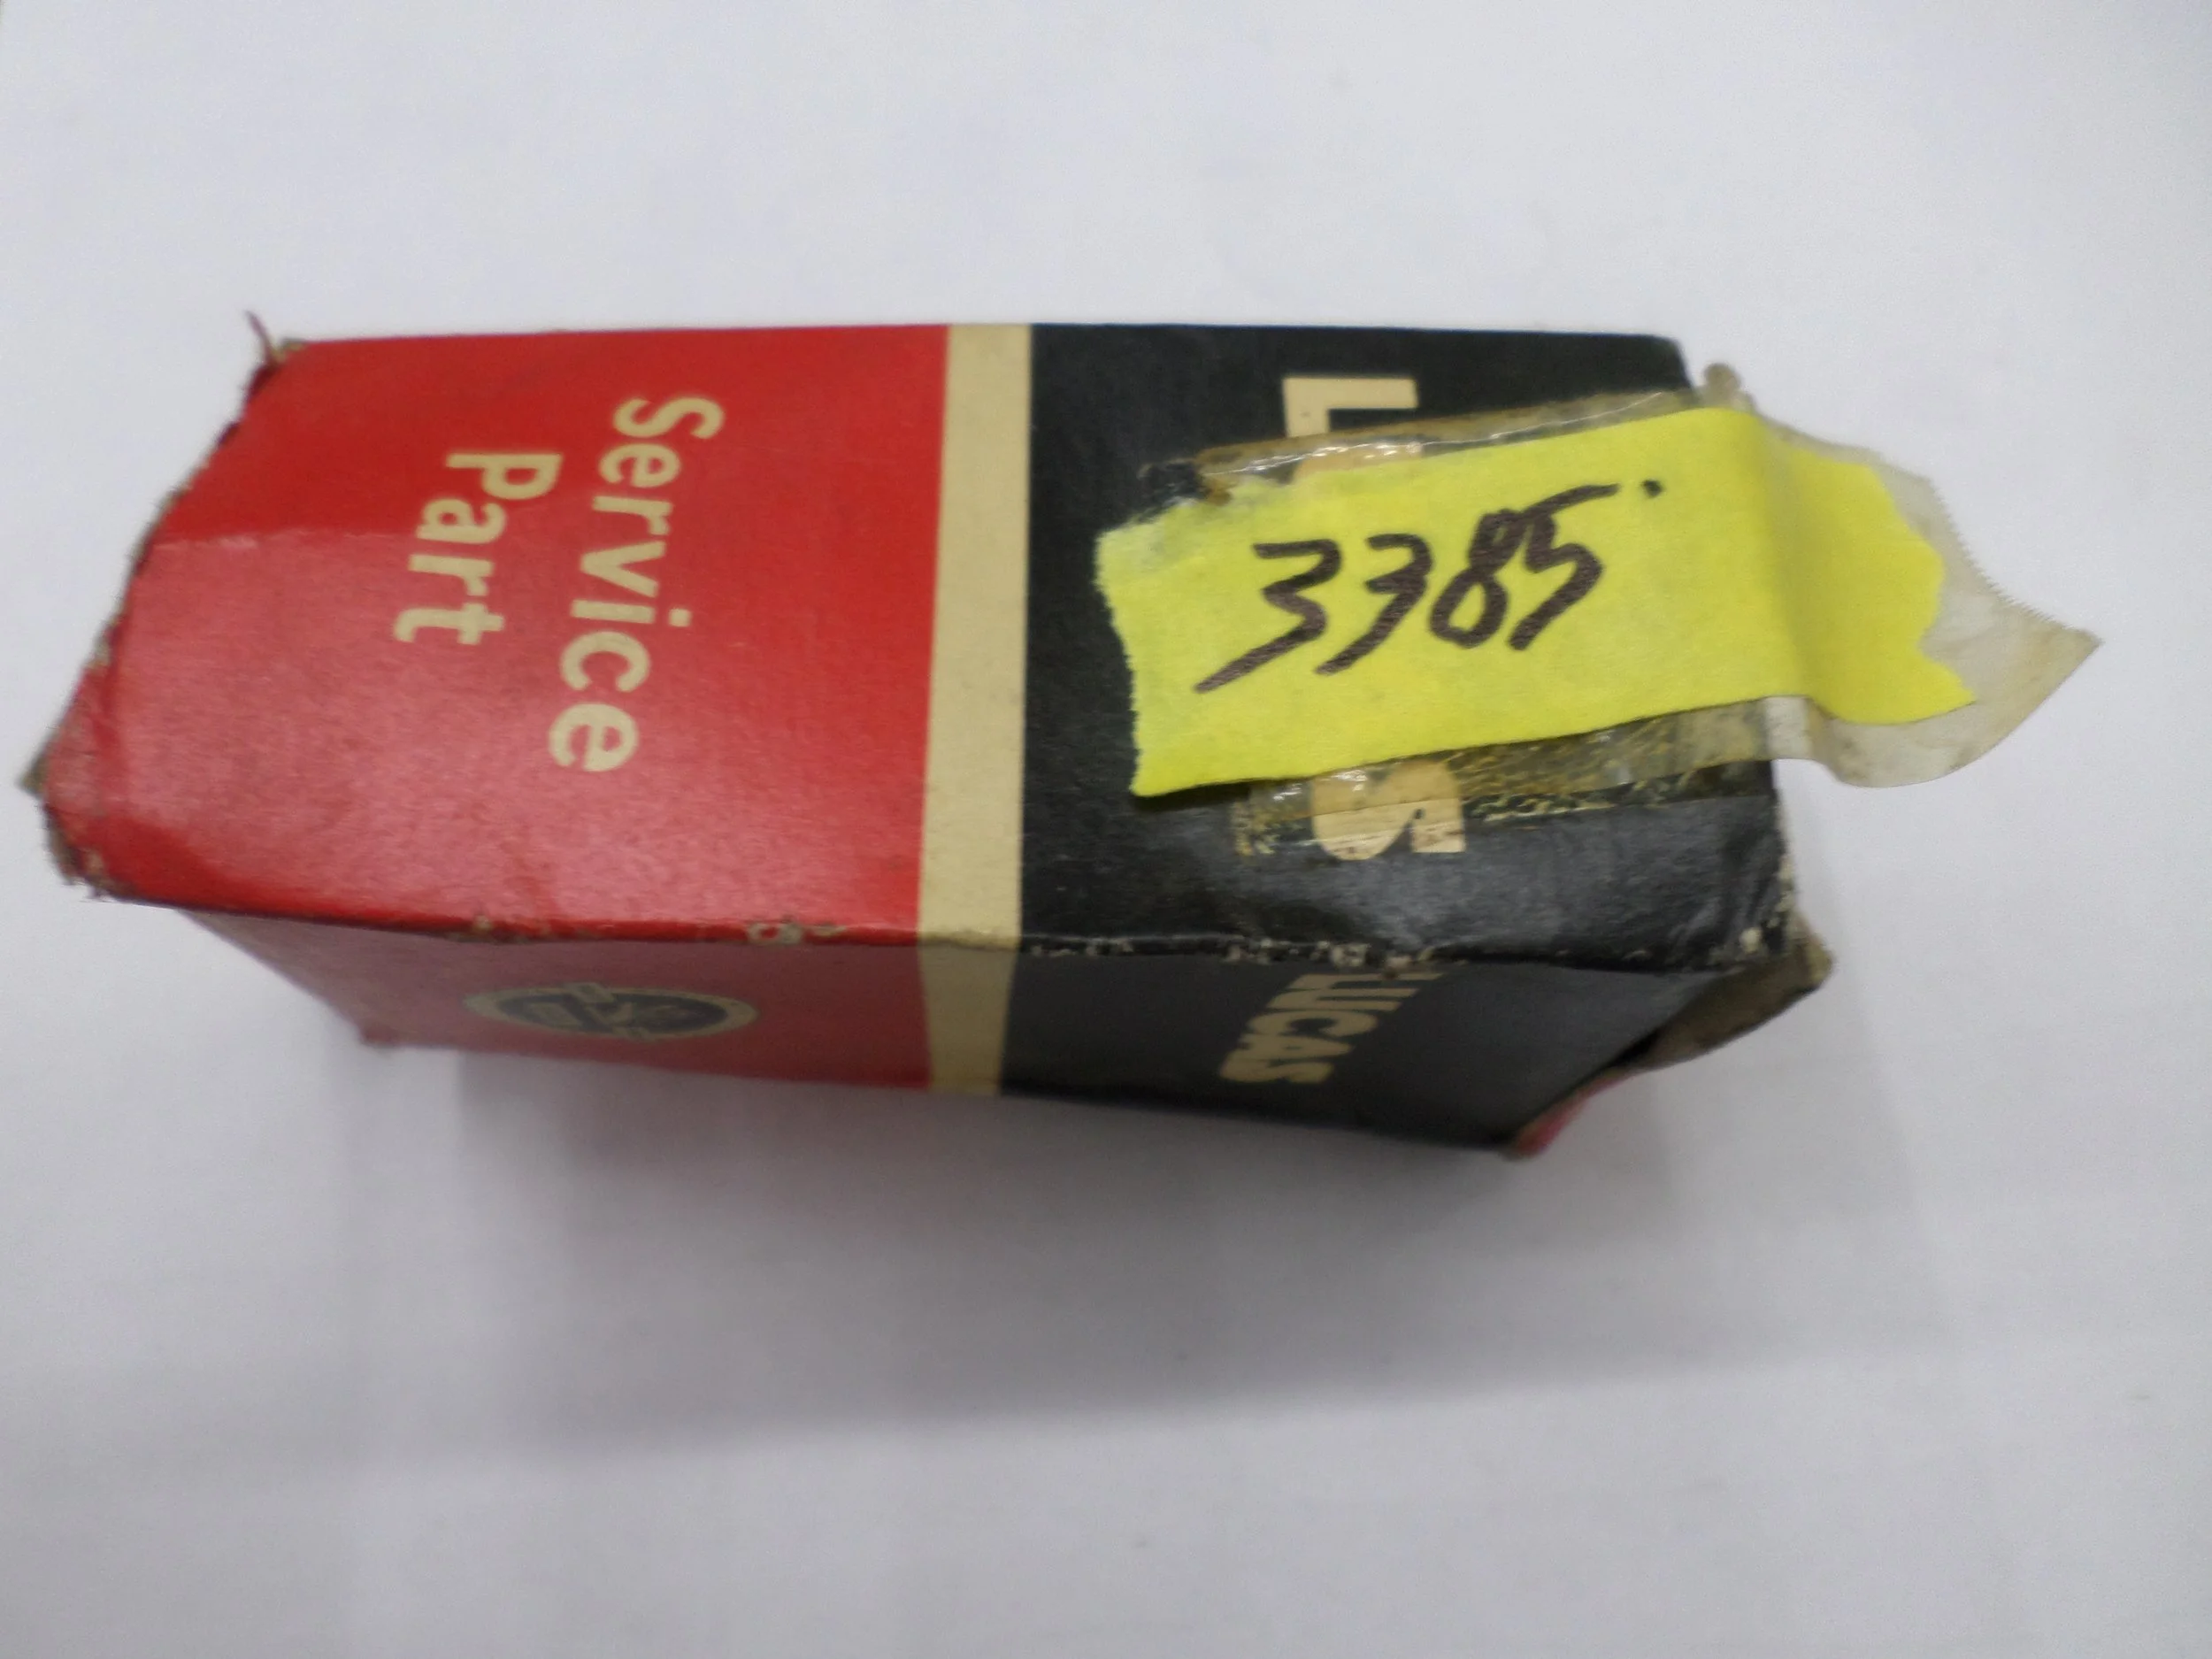 Service
Part
3385
LUCAS